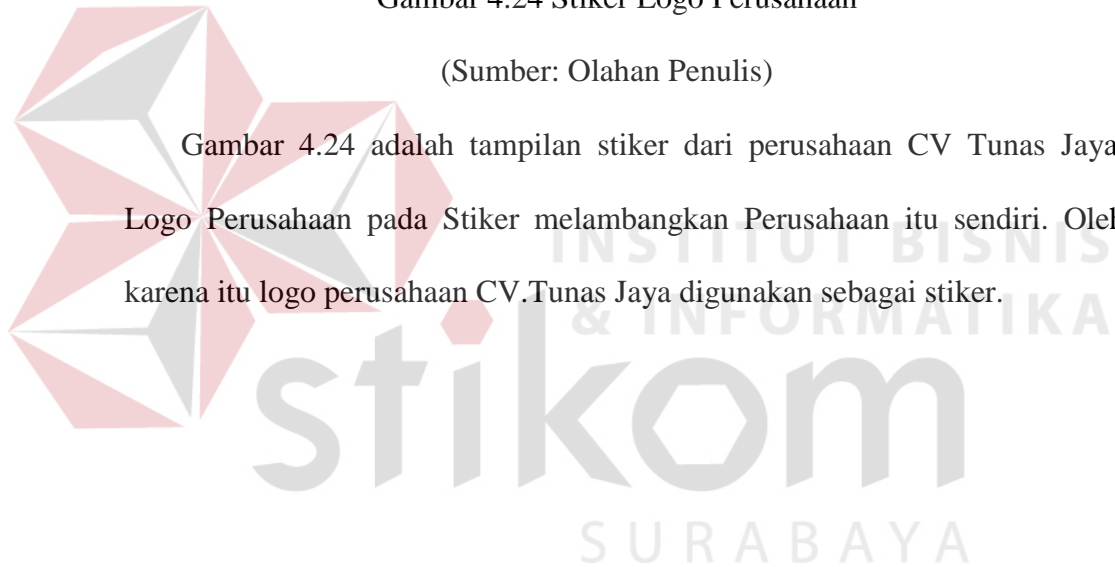 Gambar 4.24 Stiker Logo Perusahaan
(Sumber: Olahan Penulis)
Gambar 4.24 adalah tampilan stiker dari perusahaan CV Tunas Jaya
Logo Perusahaan pada Stiker melambangkan Perusahaan itu sendiri. Oleh
karena itu logo perusahaan CV.Tunas Jaya digunakan sebagai stiker.
INSTITUT BISNIS
& INFORMATIKA
stikom
SURABAYA